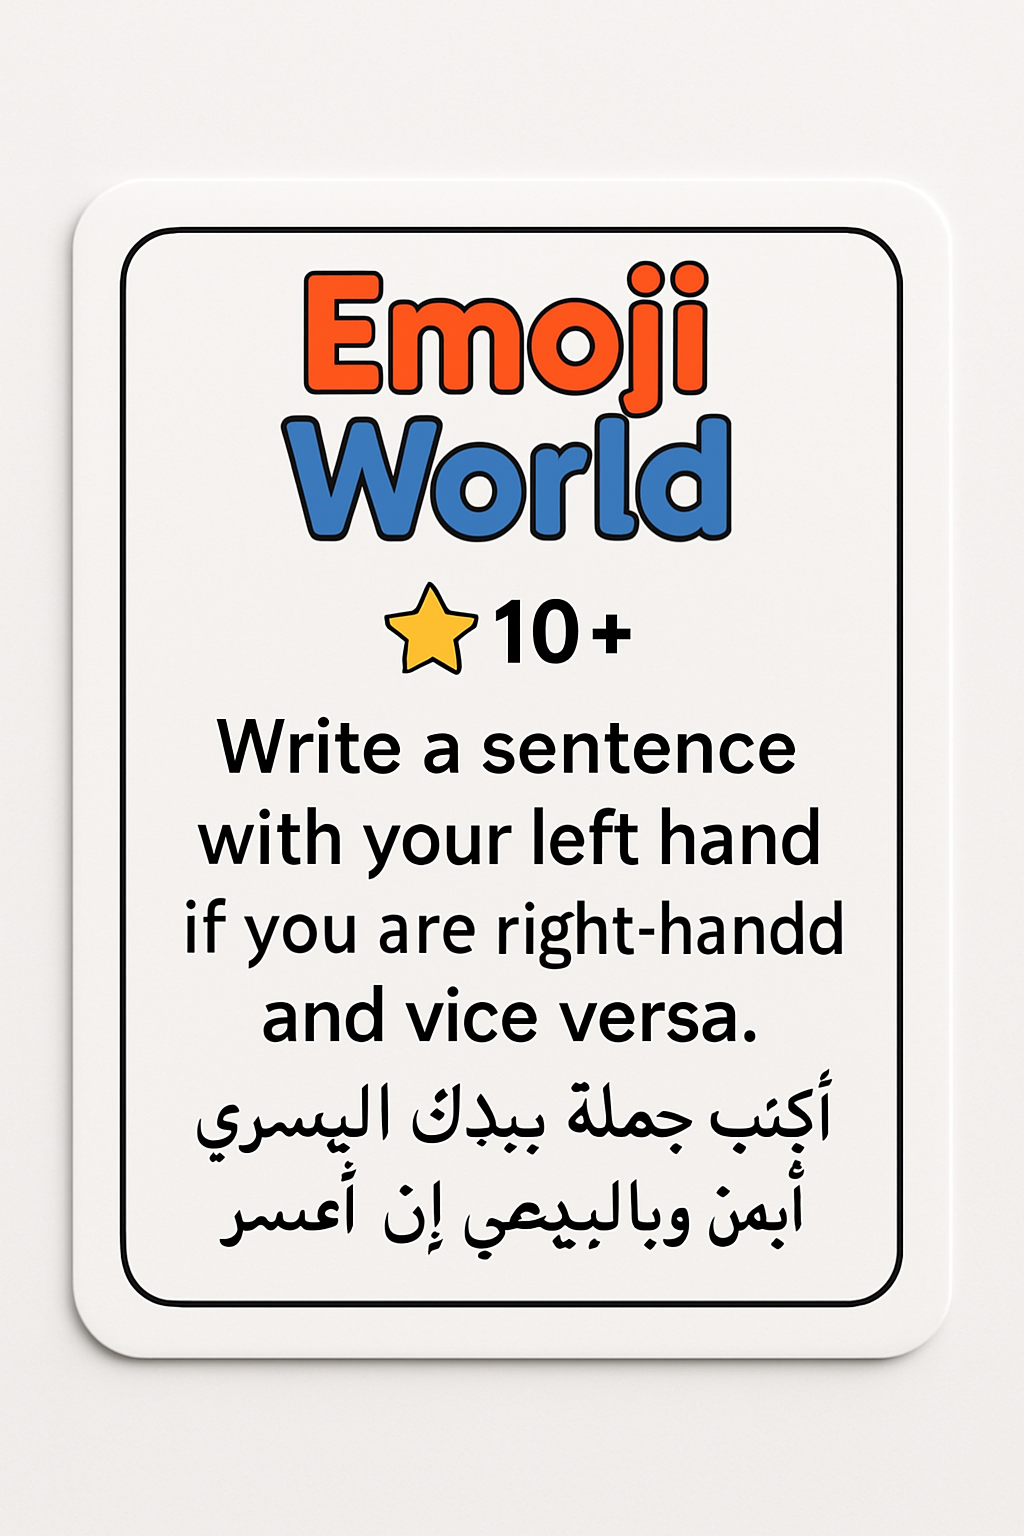 Emoji
World
10+
Write a sentence
with your left hand
if you are right-handd
and vice versa.
أكتب جملة بيدك اليسري
أيمن وباليدعي إن أعسر